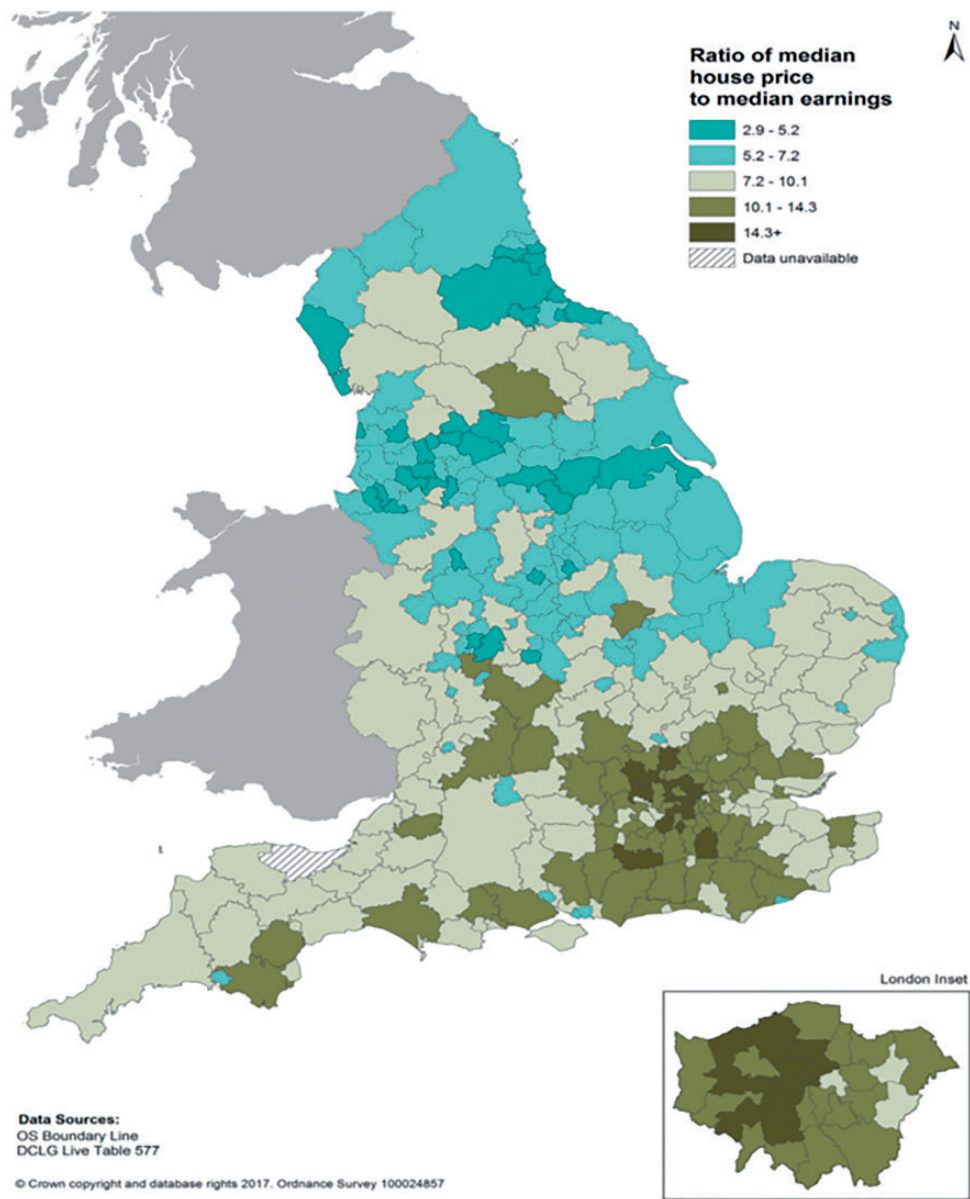 N
Ratio of median
house price
to median earnings
2.9 - 5.2
5.2 - 7.2
7.2 - 10.1
10.1 - 14.3
14.3+
Data unavailable
London Inset
Data Sources:
OS Boundary Line
DCLG Live Table 577
© Crown copyright and database rights 2017. Ordnance Survey 100024857